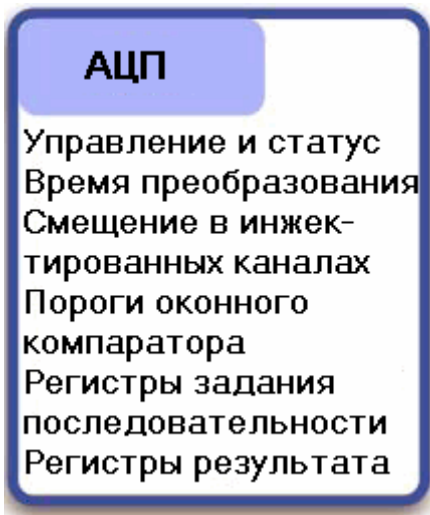 АЦП
Управление и статус
Время преобразования
Смещение в инжек-
тированных каналах
Пороги оконного
компаратора
Регистры задания
последовательности
Регистры результата